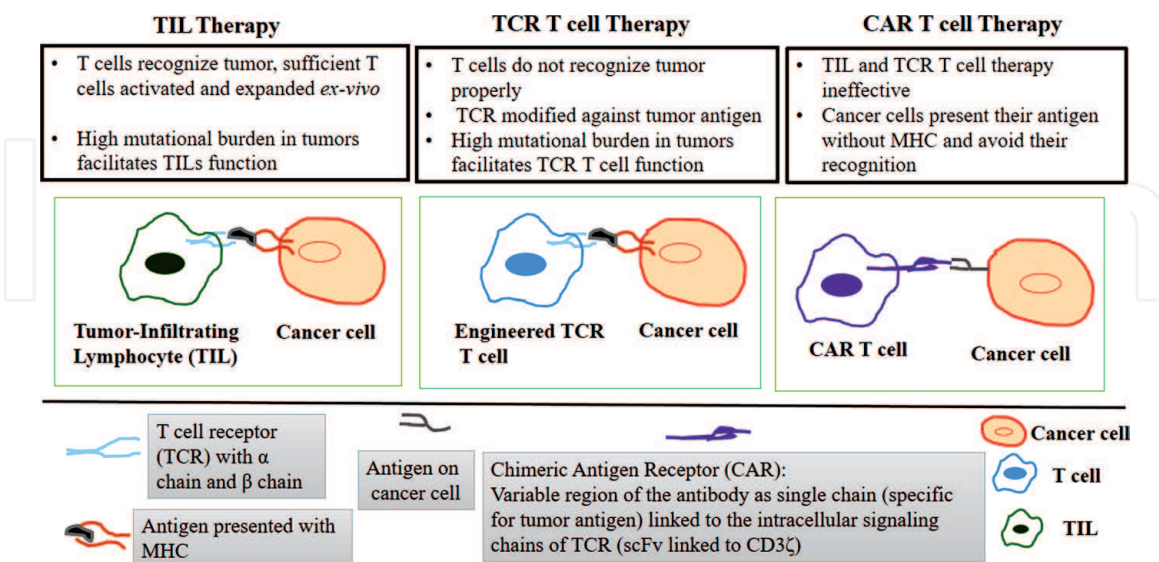 TIL Therapy
• T cells recognize tumor, sufficient T
cells activated and expanded ex-vivo
• High mutational burden in tumors
facilitates TILs function
TCR T cell Therapy
• T cells do not recognize tumor
properly
• TCR modified against tumor antigen
• High mutational burden in tumors
facilitates TCR T cell function
CAR T cell Therapy
• TIL and TCR T cell therapy
ineffective
• Cancer cells present their antigen
without MHC and avoid their
recognition
Tumor-Infiltrating
Lymphocyte (TIL)
Cancer cell
Engineered TCR
T cell
Cancer cell
CAR T cell
Cancer cell
T cell receptor
(TCR) with α
chain and β chain
Antigen presented with
MHC
Antigen on
cancer cell
Chimeric Antigen Receptor (CAR):
Variable region of the antibody as single chain (specific
for tumor antigen) linked to the intracellular signaling
chains of TCR (scFv linked to CD3ζ)
Cancer cell
T cell
TIL